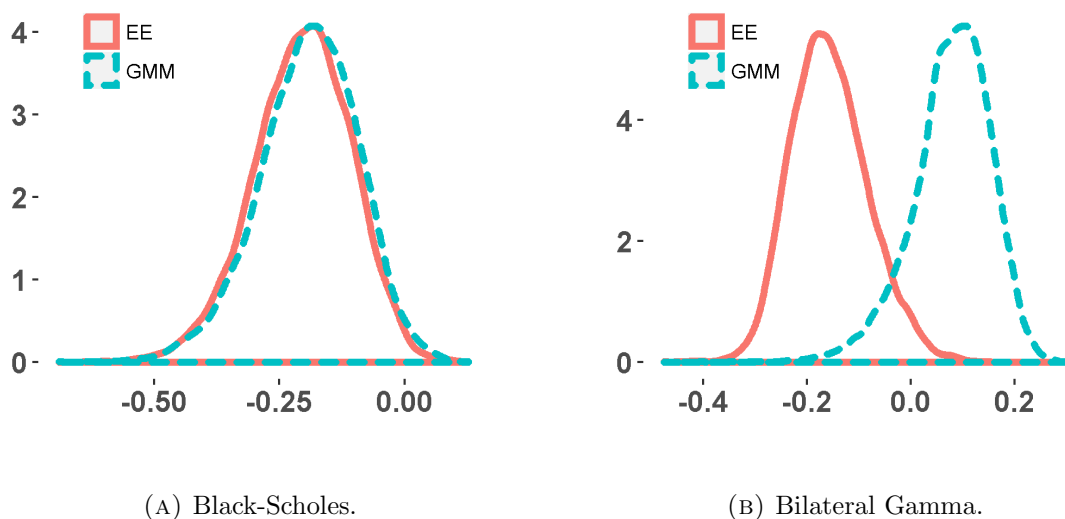 EE
GMM
4
3
2
1
0
-0.50 -0.25 0.00
(A) Black-Scholes.
EE
GMM
4
2
0
-0.4 -0.2 0.0 0.2
(B) Bilateral Gamma.